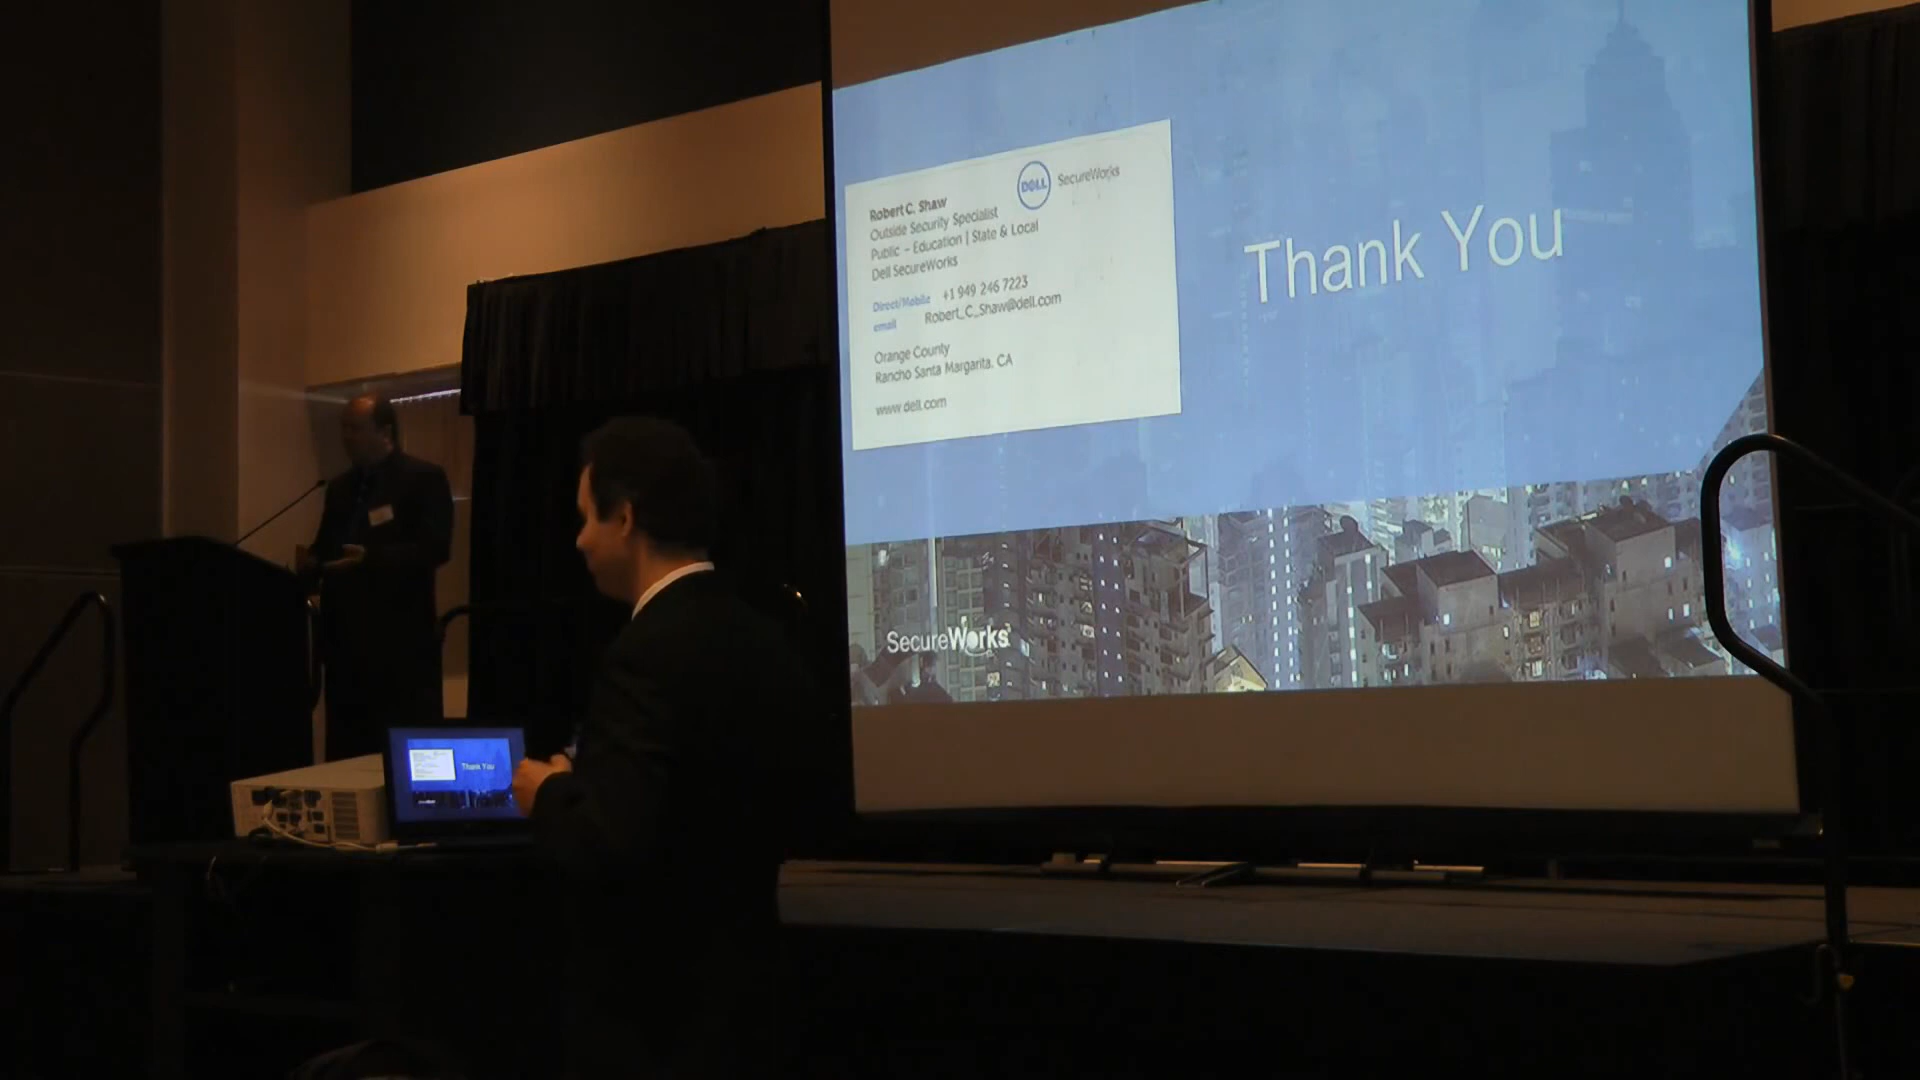 DELL SecureWorks
Robert C. Shaw
Outside Security Specialist
Public – Education | State & Local
Dell SecureWorks
Direct/Mobile +1 949 246 7223
email Robert_C_Shaw@dell.com
Orange County
Rancho Santa Margarita, CA
www.dell.com
Thank You
SecureWorks
Thank You